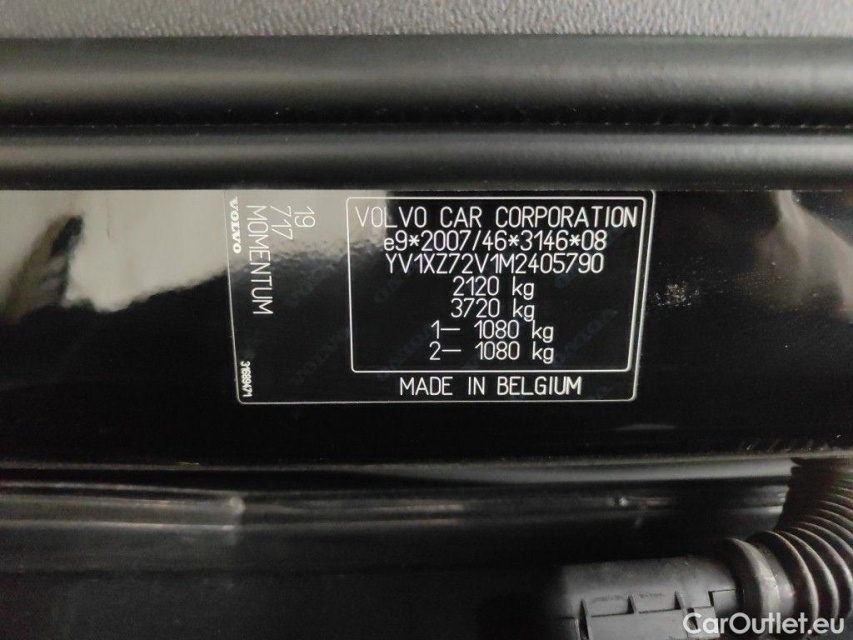 VOLVO CAR CORPORATION
e9*2007/46*3146*08
YV1XZ72V1M2405790
2120 kg
3720 kg
1– 1080 kg
2– 1080 kg
MADE IN BELGIUM
19
717
MOMENTUM
VOLVO
31689471
CarOutlet.eu